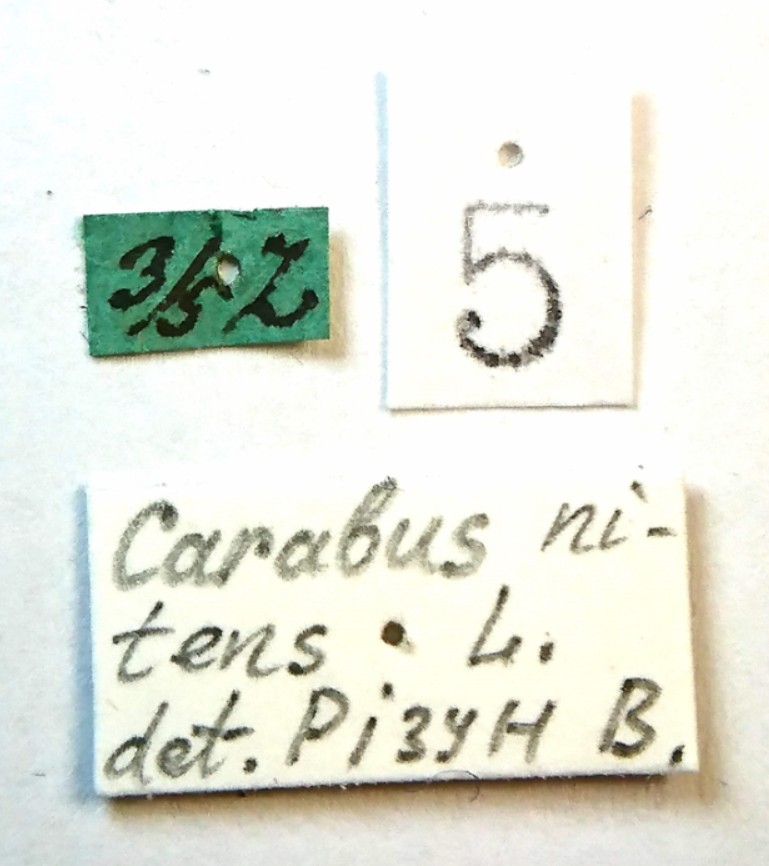 3/5 Z
5
Carabus ni-
tens L.
det. Різун В.